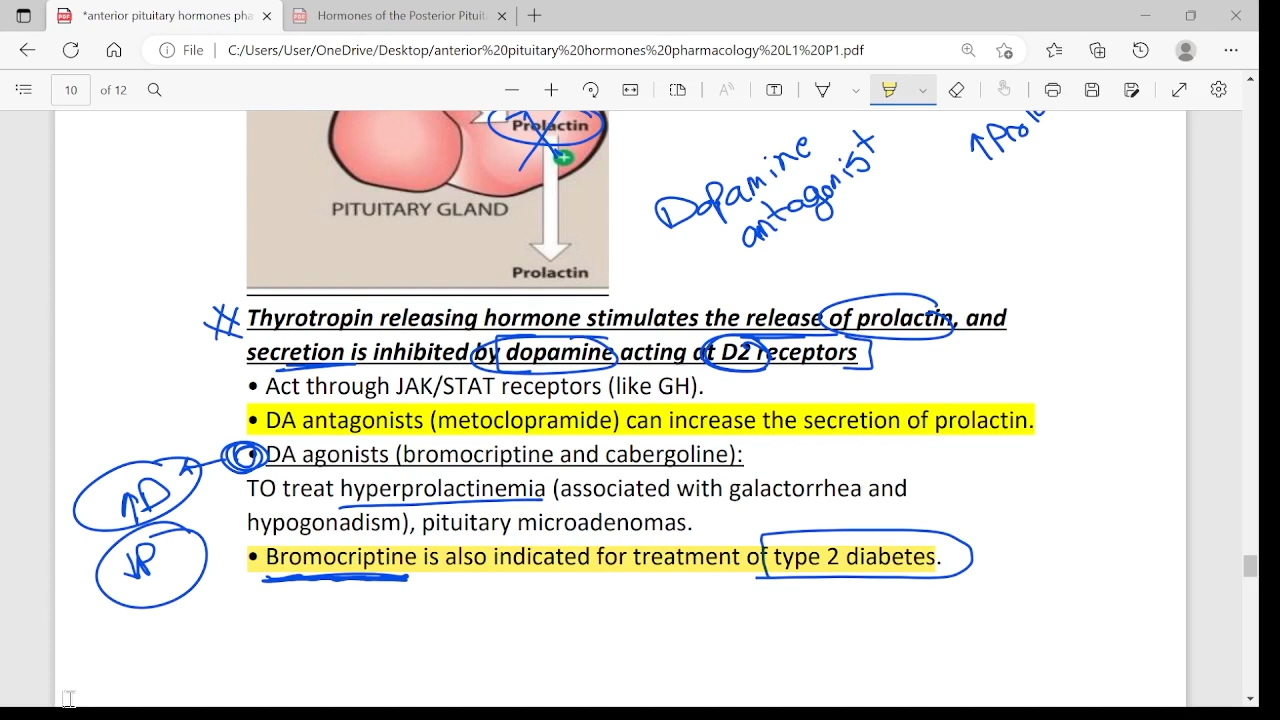 *anterior pituitary hormones pha
Hormones of the Posterior Pituit
File
C:/Users/User/OneDrive/Desktop/anterior%20pituitary%20hormones%20pharmacology%20L1%20P1.pdf
10 of 12
Prolactin
PITUITARY GLAND
Prolactin
Dopamine
antagonist
↑Prol
# Thyrotropin releasing hormone stimulates the release of prolactin, and
secretion is inhibited by dopamine acting at D2 receptors
• Act through JAK/STAT receptors (like GH).
• DA antagonists (metoclopramide) can increase the secretion of prolactin.
• DA agonists (bromocriptine and cabergoline):
↑D
TO treat hyperprolactinemia (associated with galactorrhea and
hypogonadism), pituitary microadenomas.
↓P
• Bromocriptine is also indicated for treatment of type 2 diabetes.